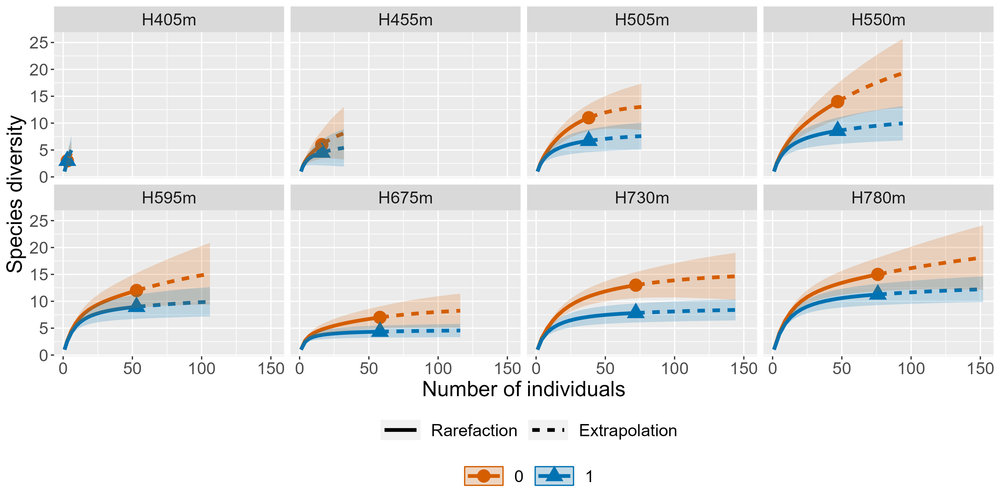 H405m H455m H505m H550m
25
20
15
10
5
0
H595m H675m H730m H780m
25
20
15
10
5
0
0 50 100 150 0 50 100 150 0 50 100 150 0 50 100 150
Species diversity
Number of individuals
Rarefaction Extrapolation
0 1